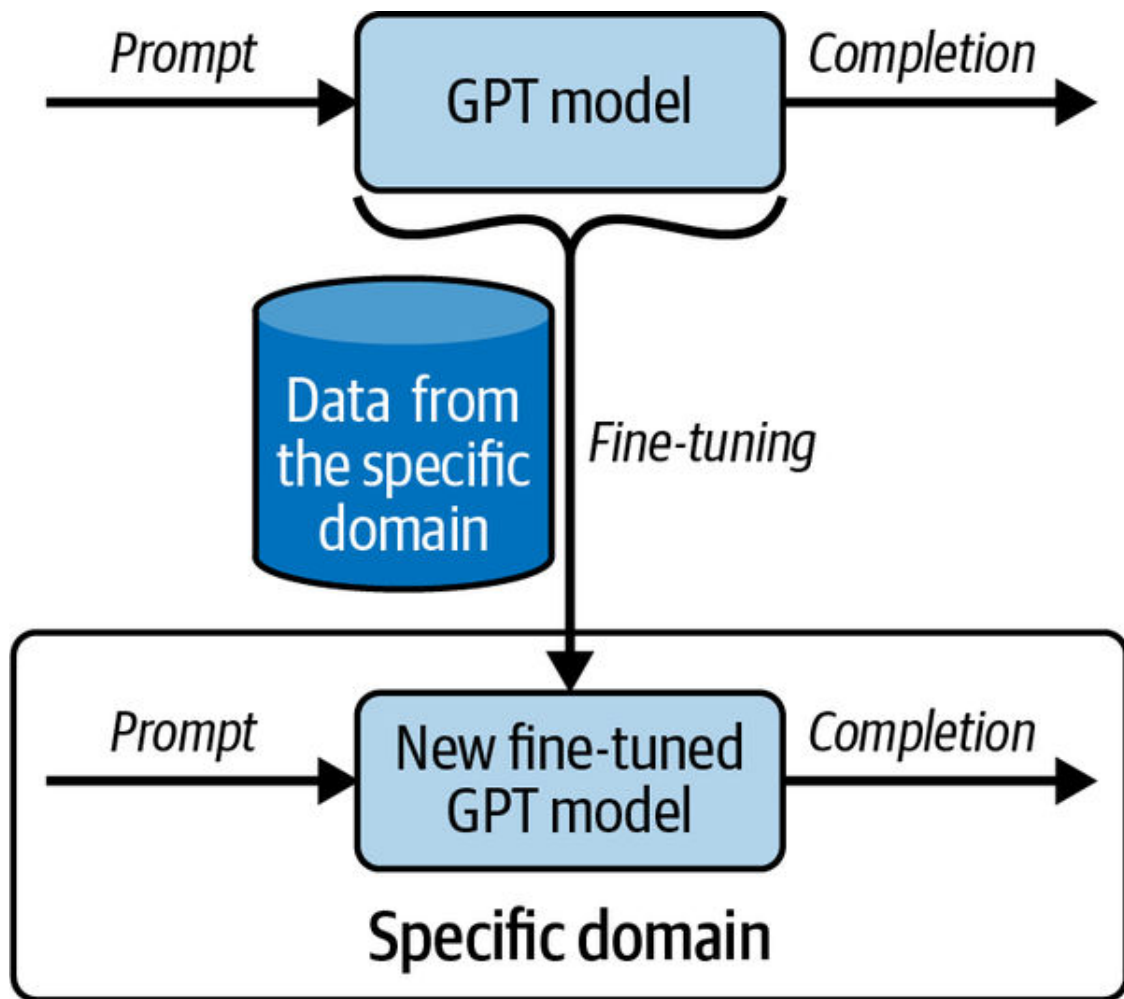 Prompt
GPT model
Completion
Data from
the specific
domain
Fine-tuning
Prompt
New fine-tuned
GPT model
Completion
Specific domain